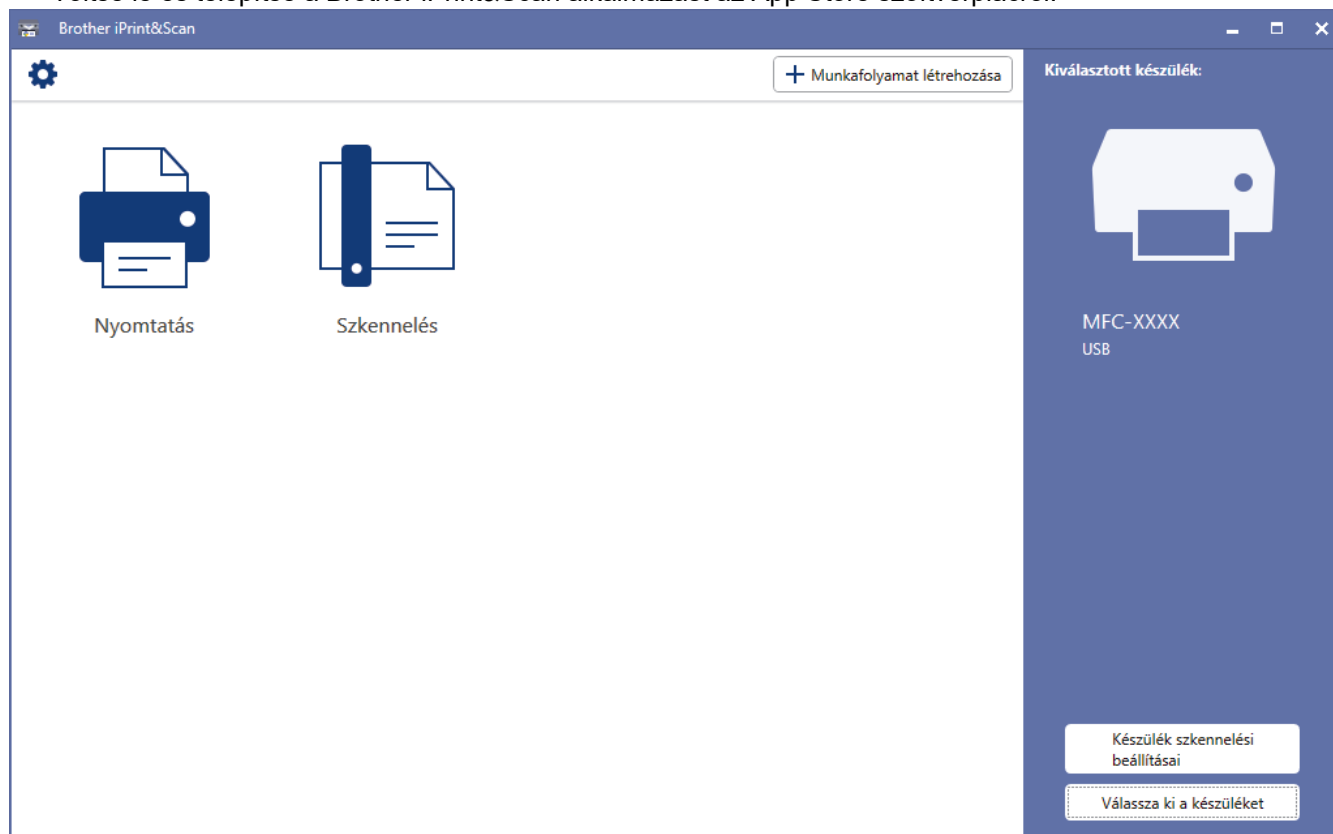 Brother iPrint&Scan
Munkafolyamat létrehozása
Kiválasztott készülék:
Nyomtatás
Szkennelés
MFC-XXXX
USB
Készülék szkennelési
beállításai
Válassza ki a készüléket